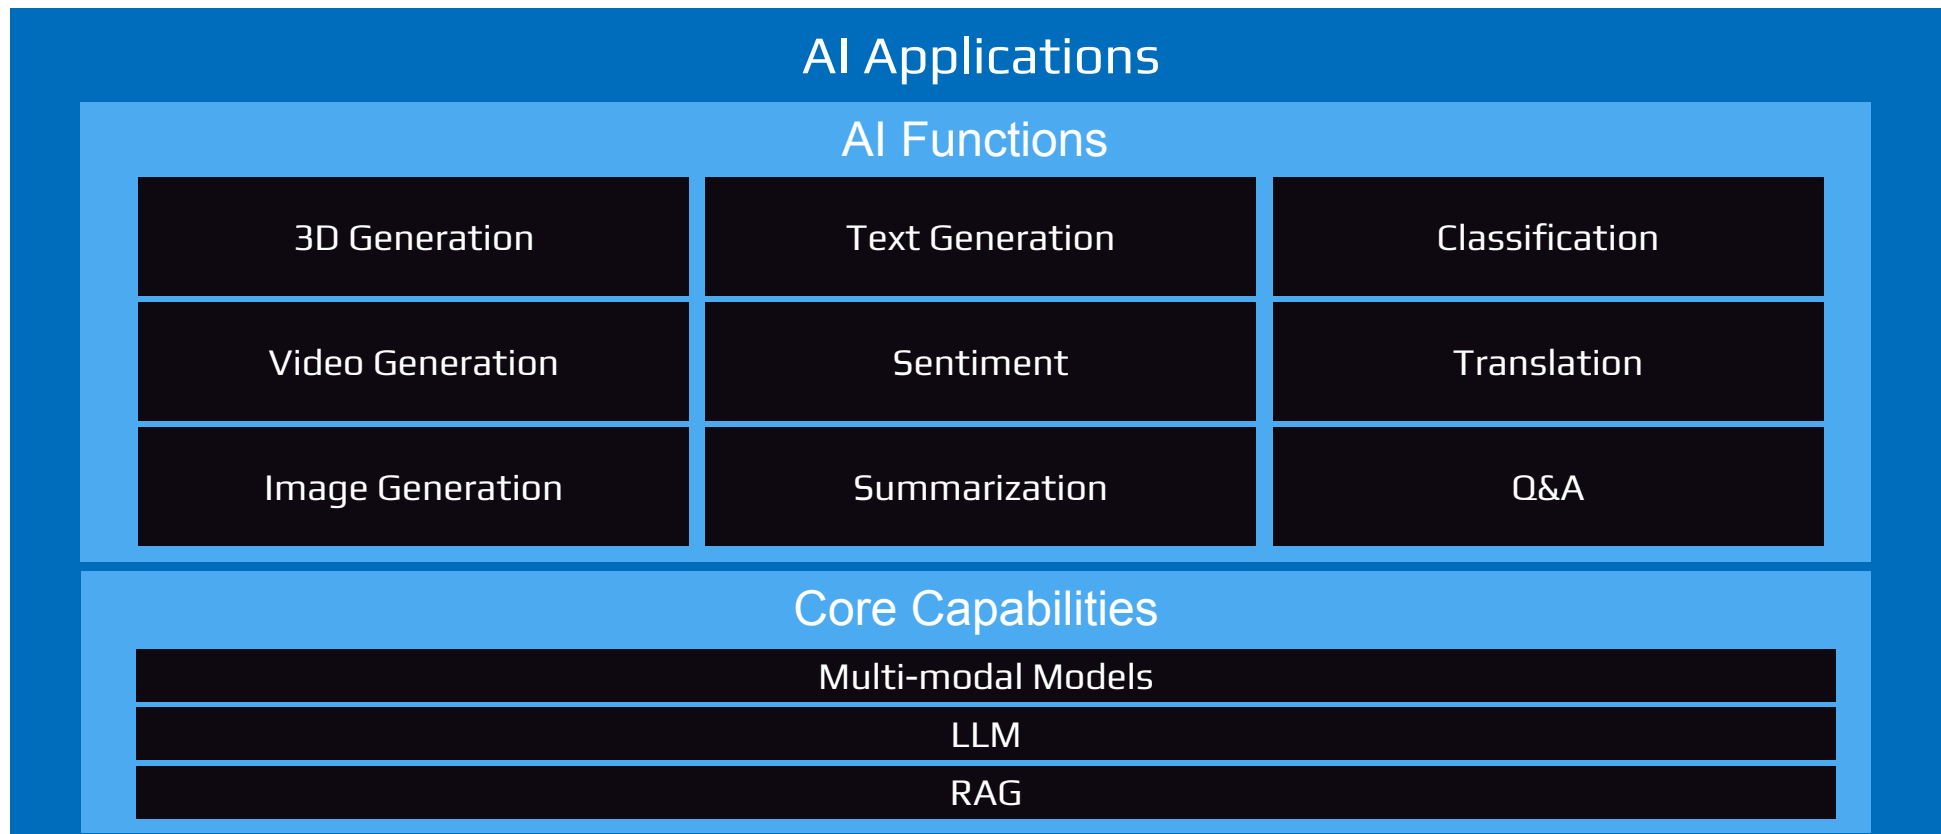 AI Applications
AI Functions
3D Generation
Text Generation
Classification
Video Generation
Sentiment
Translation
Image Generation
Summarization
Q&A
Core Capabilities
Multi-modal Models
LLM
RAG